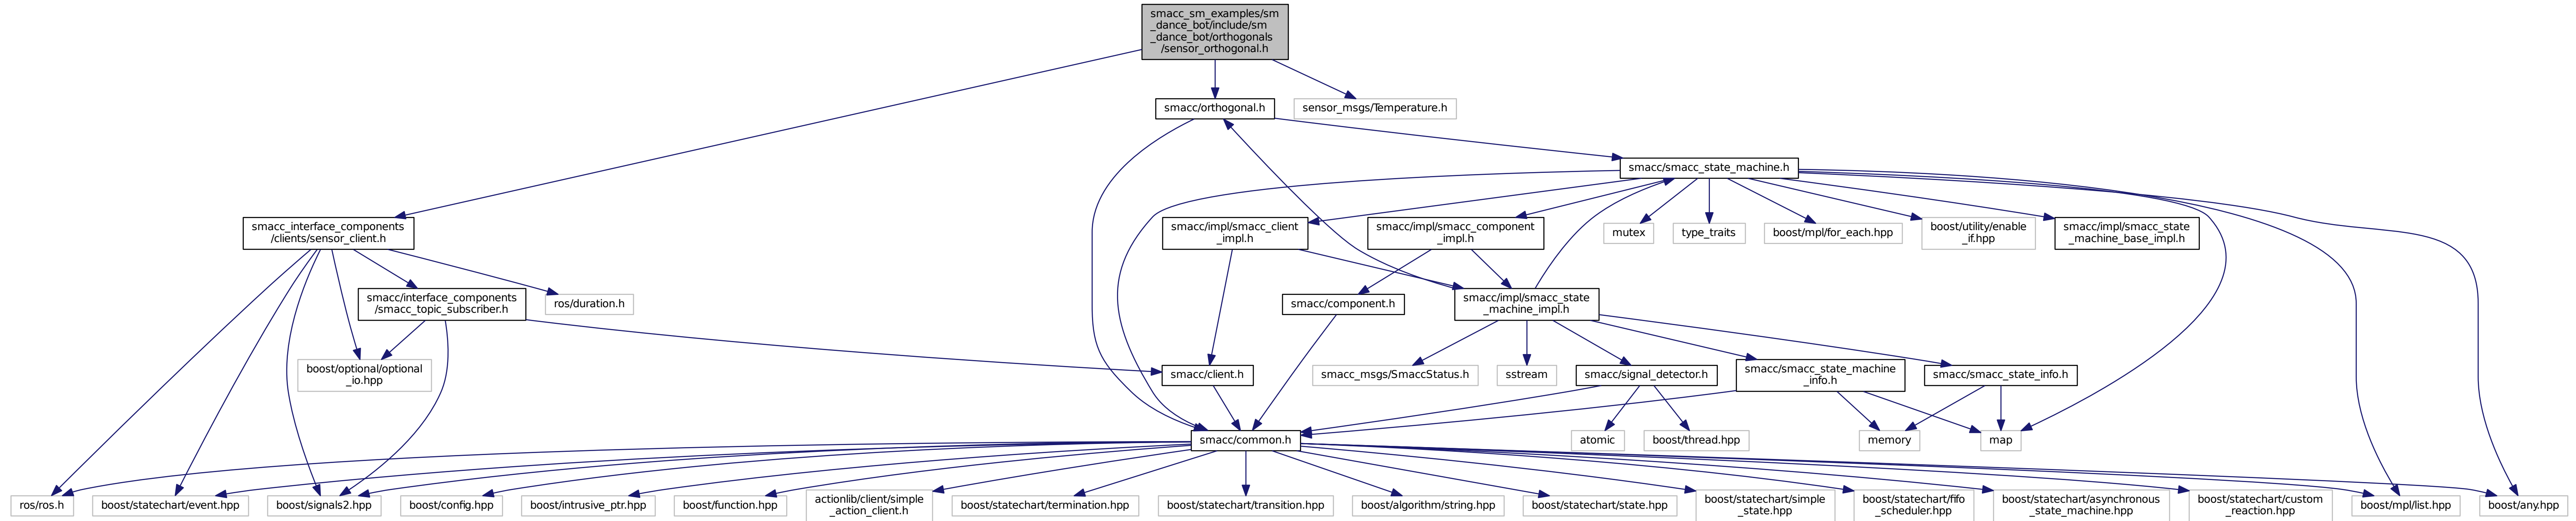 smacc_sm_examples/sm
_dance_bot/include/sm
_dance_bot/orthogonals
/sensor_orthogonal.h
smacc/orthogonal.h
sensor_msgs/Temperature.h
smacc/smacc_state_machine.h
smacc_interface_components
/clients/sensor_client.h
smacc/impl/smacc_client
_impl.h
smacc/impl/smacc_component
_impl.h
mutex
type_traits
boost/mpl/for_each.hpp
boost/utility/enable
_if.hpp
smacc/impl/smacc_state
_machine_base_impl.h
smacc/interface_components
/smacc_topic_subscriber.h
ros/duration.h
smacc/component.h
smacc/impl/smacc_state
_machine_impl.h
boost/optional/optional
_io.hpp
smacc/client.h
smacc_msgs/SmaccStatus.h
sstream
smacc/signal_detector.h
smacc/smacc_state_machine
_info.h
smacc/smacc_state_info.h
smacc/common.h
atomic
boost/thread.hpp
memory
map
ros/ros.h
boost/statechart/event.hpp
boost/signals2.hpp
boost/config.hpp
boost/intrusive_ptr.hpp
boost/function.hpp
actionlib/client/simple
_action_client.h
boost/statechart/termination.hpp
boost/statechart/transition.hpp
boost/algorithm/string.hpp
boost/statechart/state.hpp
boost/statechart/simple
_state.hpp
boost/statechart/fifo
_scheduler.hpp
boost/statechart/asynchronous
_state_machine.hpp
boost/statechart/custom
_reaction.hpp
boost/mpl/list.hpp
boost/any.hpp